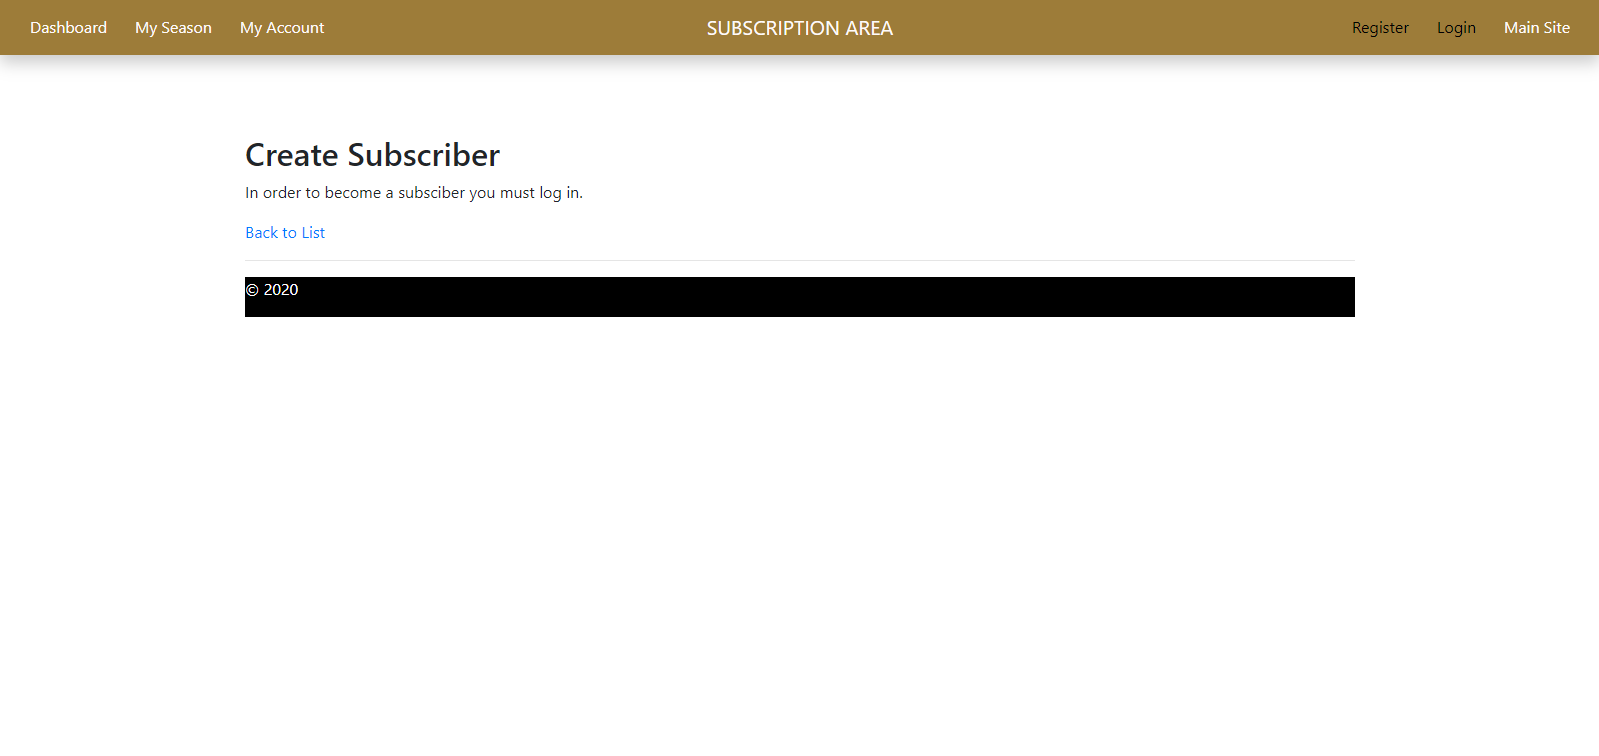 Dashboard My Season My Account SUBSCRIPTION AREA Register Login Main Site
Create Subscriber
In order to become a subsciber you must log in.
Back to List
© 2020